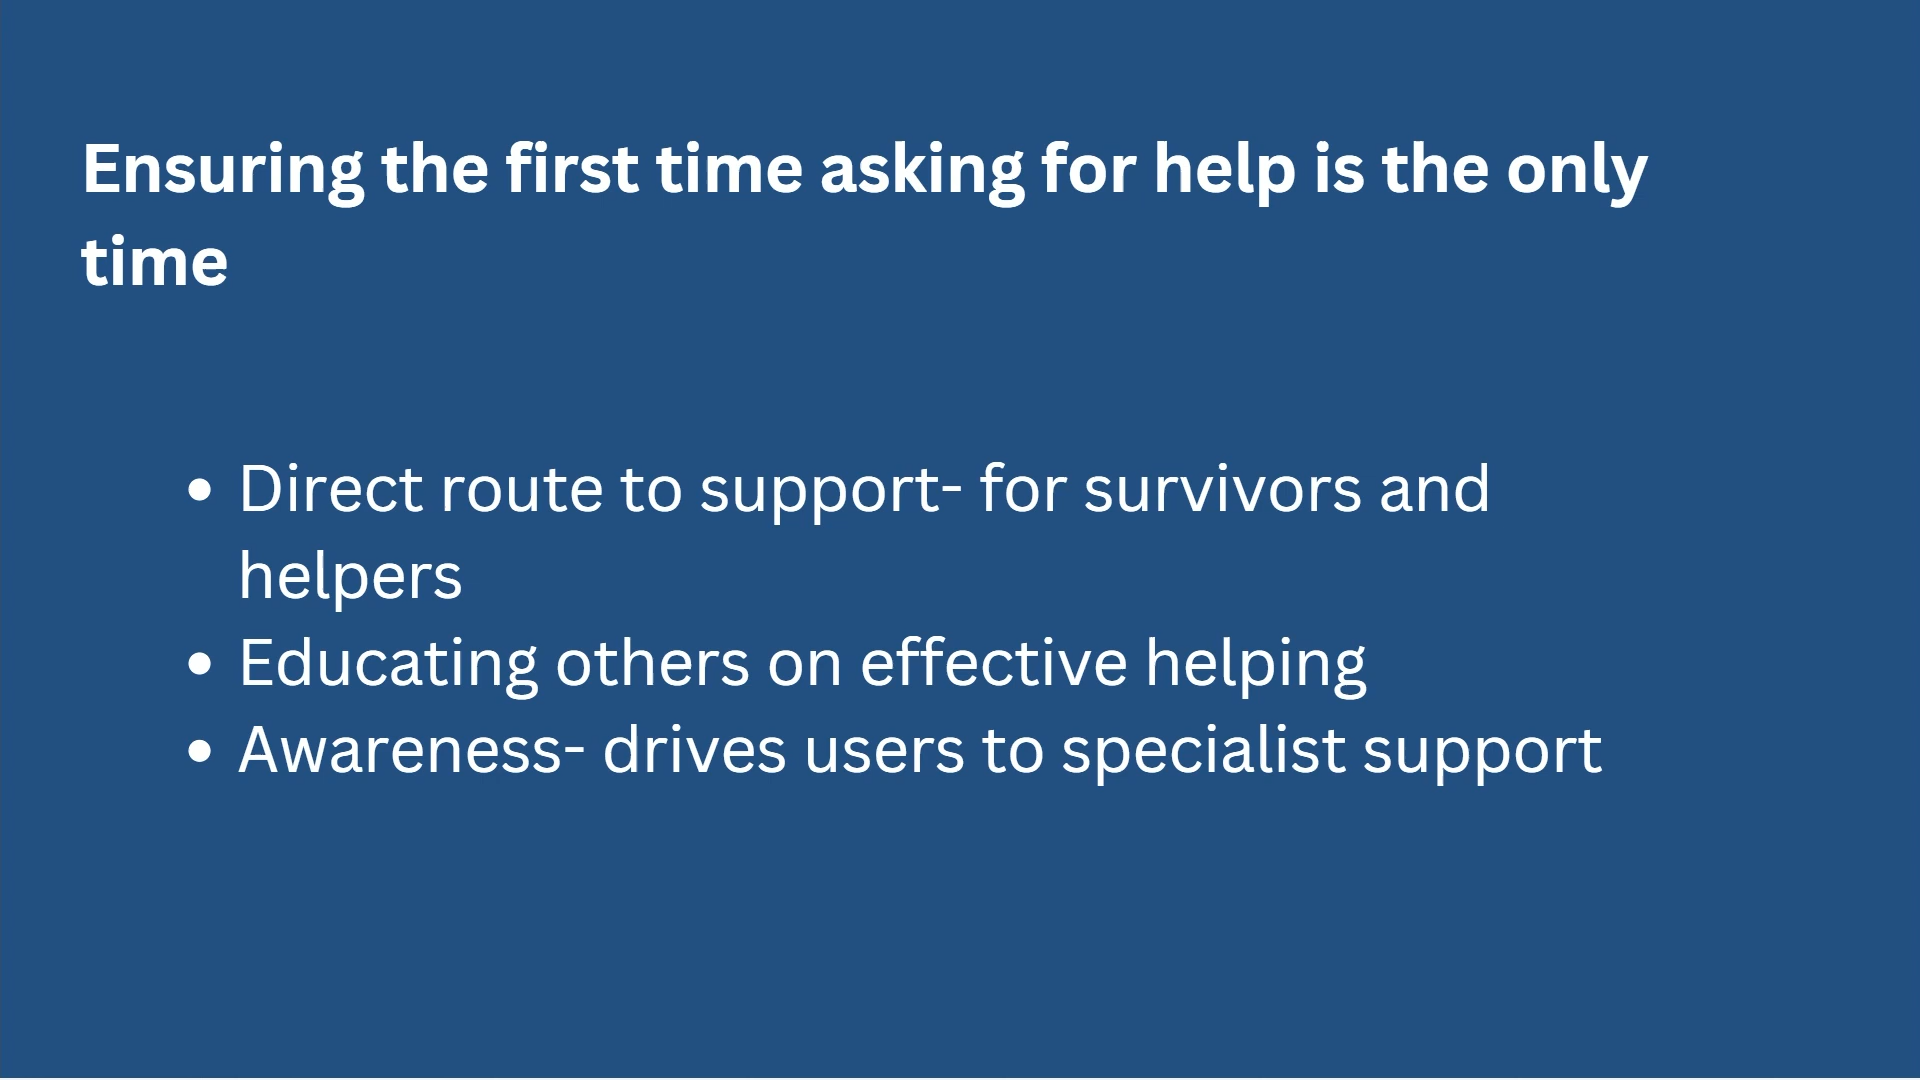 Ensuring the first time asking for help is the only
time
• Direct route to support- for survivors and
helpers
• Educating others on effective helping
• Awareness- drives users to specialist support